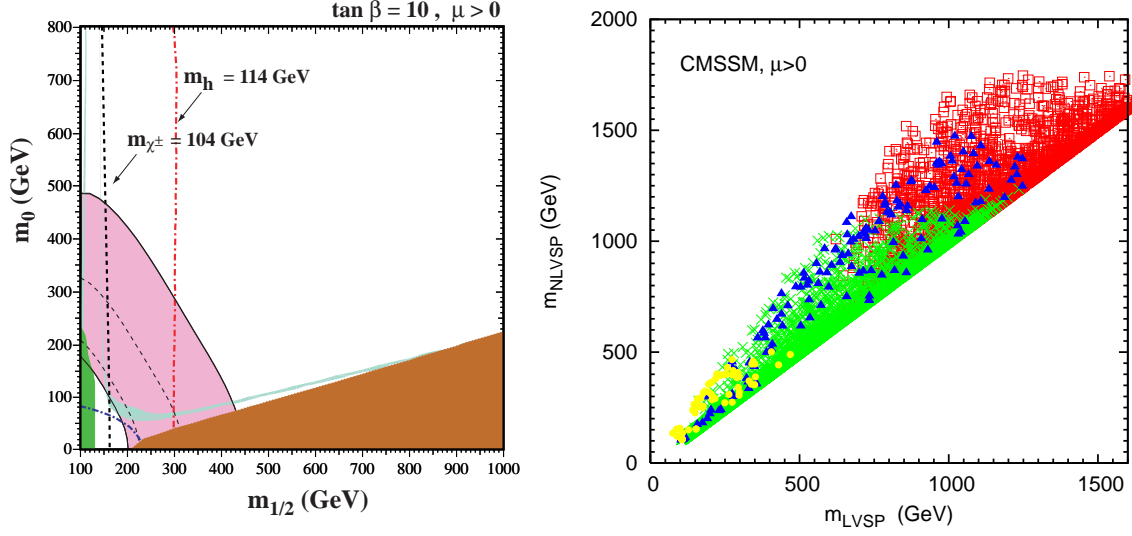 tan β = 10 , μ > 0
800
700
600
500
400
300
200
100
0
m0 (GeV)
mh = 114 GeV
mχ± = 104 GeV
100 200 300 400 500 600 700 800 900 1000
m1/2 (GeV)
2000
1500
1000
500
0
mNLVSP (GeV)
CMSSM, μ>0
0 500 1000 1500
mLVSP (GeV)